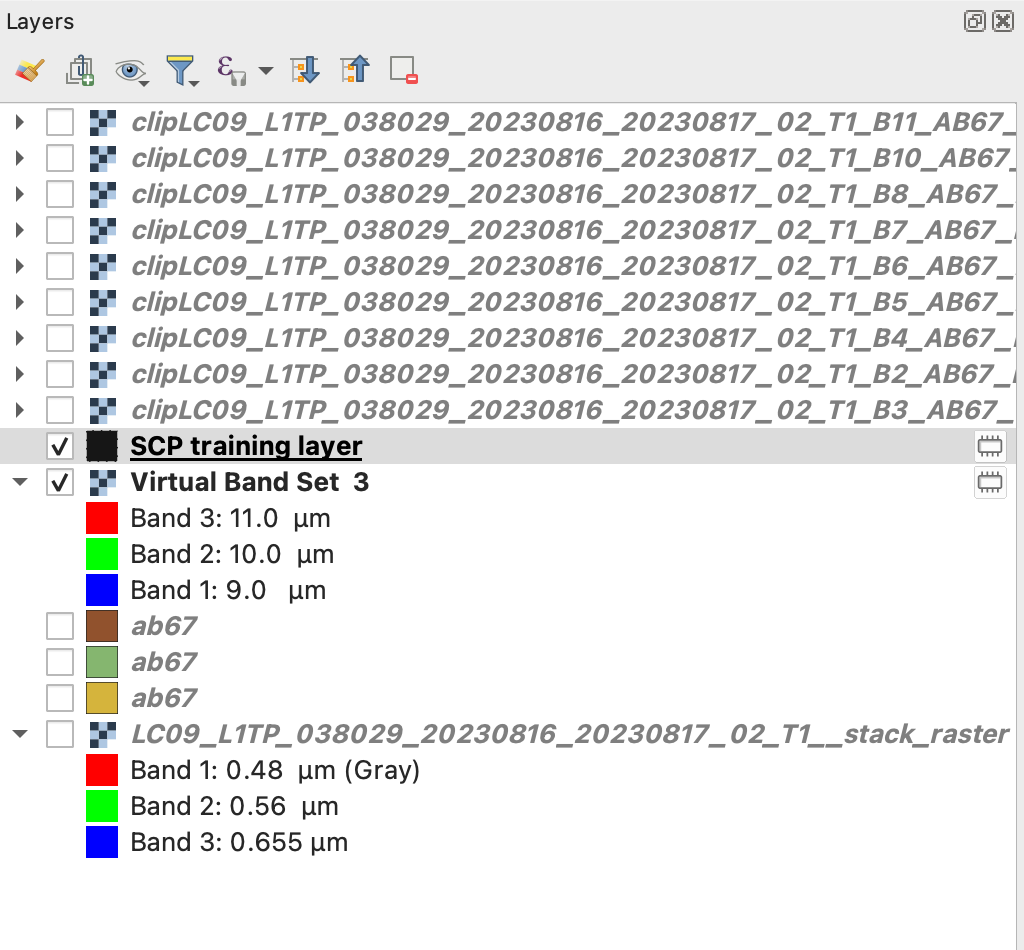 Layers
ε
clipLC09_L1TP_038029_20230816_20230817_02_T1_B11_AB67_
clipLC09_L1TP_038029_20230816_20230817_02_T1_B10_AB67_
clipLC09_L1TP_038029_20230816_20230817_02_T1_B8_AB67_
clipLC09_L1TP_038029_20230816_20230817_02_T1_B7_AB67_
clipLC09_L1TP_038029_20230816_20230817_02_T1_B6_AB67_
clipLC09_L1TP_038029_20230816_20230817_02_T1_B5_AB67_
clipLC09_L1TP_038029_20230816_20230817_02_T1_B4_AB67_
clipLC09_L1TP_038029_20230816_20230817_02_T1_B2_AB67_
clipLC09_L1TP_038029_20230816_20230817_02_T1_B3_AB67_
SCP training layer
Virtual Band Set  3
Band 3: 11.0  µm
Band 2: 10.0  µm
Band 1: 9.0   µm
ab67
ab67
ab67
LC09_L1TP_038029_20230816_20230817_02_T1__stack_raster
Band 1: 0.48  µm (Gray)
Band 2: 0.56  µm
Band 3: 0.655 µm